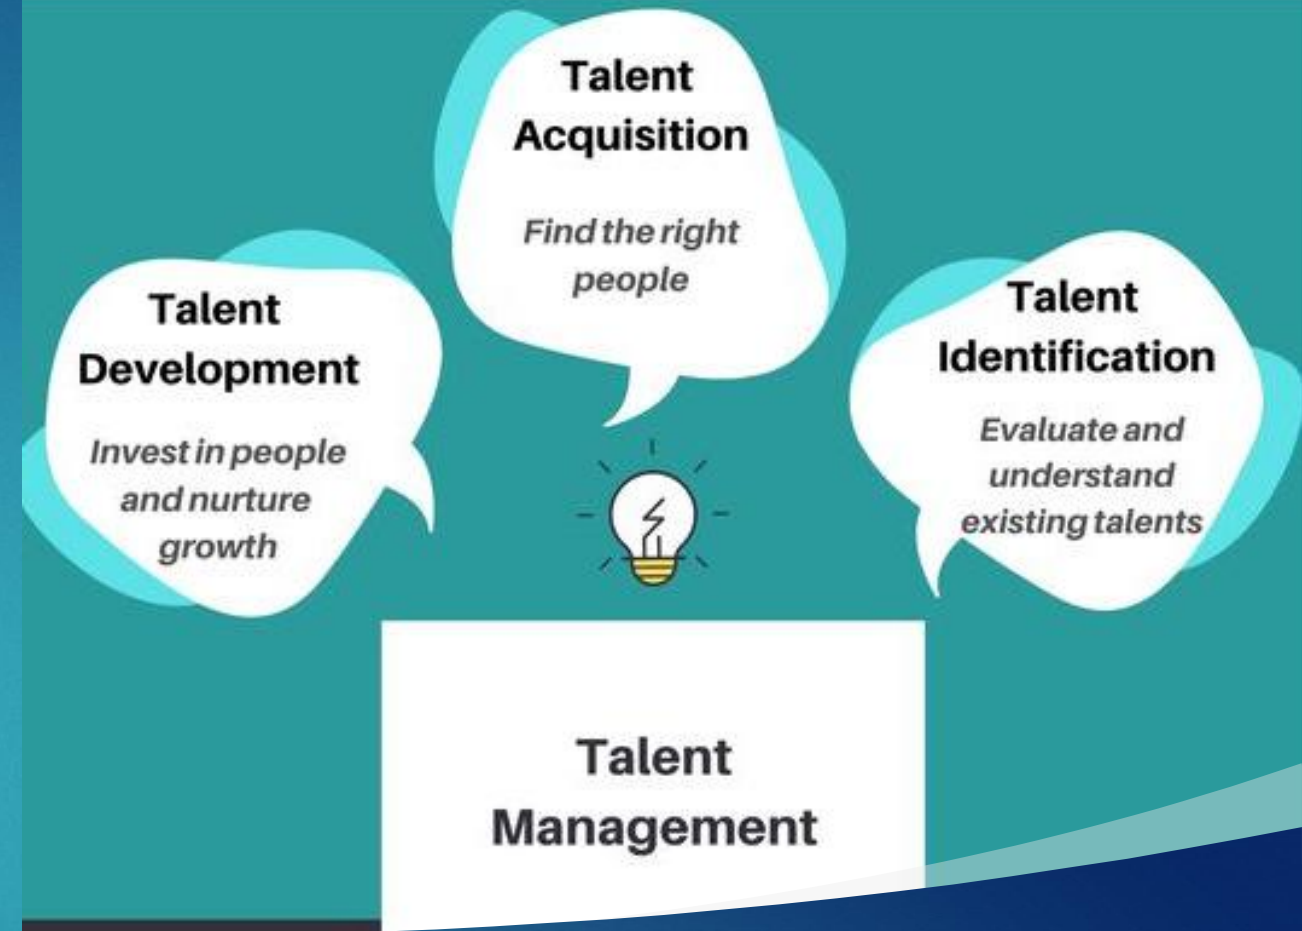 Talent
Acquisition
Find the right
people
Talent
Development
Invest in people
and nurture
growth
Talent
Identification
Evaluate and
understand
existing talents
Talent
Management